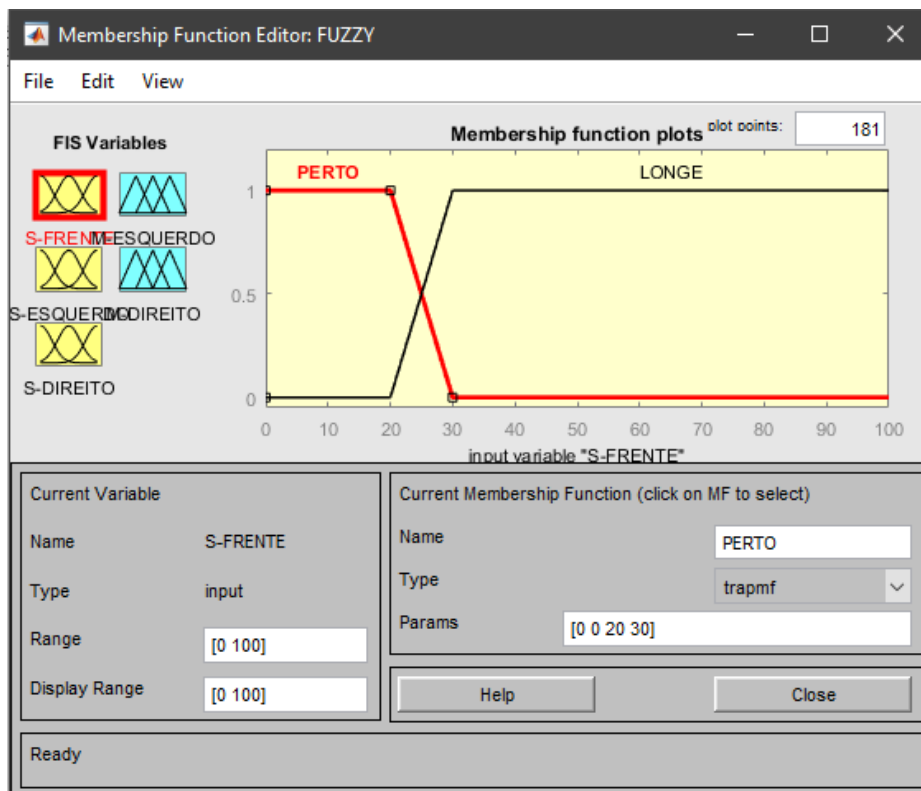 Membership Function Editor: FUZZY
File Edit View
FIS Variables
S-FRENTE
M-ESQUERDO
S-ESQUERDO
M-DIREITO
S-DIREITO
Membership function plots
plot points:
181
PERTO
LONGE
1
0.5
0
0 10 20 30 40 50 60 70 80 90 100
input variable "S-FRENTE"
Current Variable
Name S-FRENTE
Type input
Range [0 100]
Display Range [0 100]
Current Membership Function (click on MF to select)
Name PERTO
Type trapmf
Params [0 0 20 30]
Help
Close
Ready